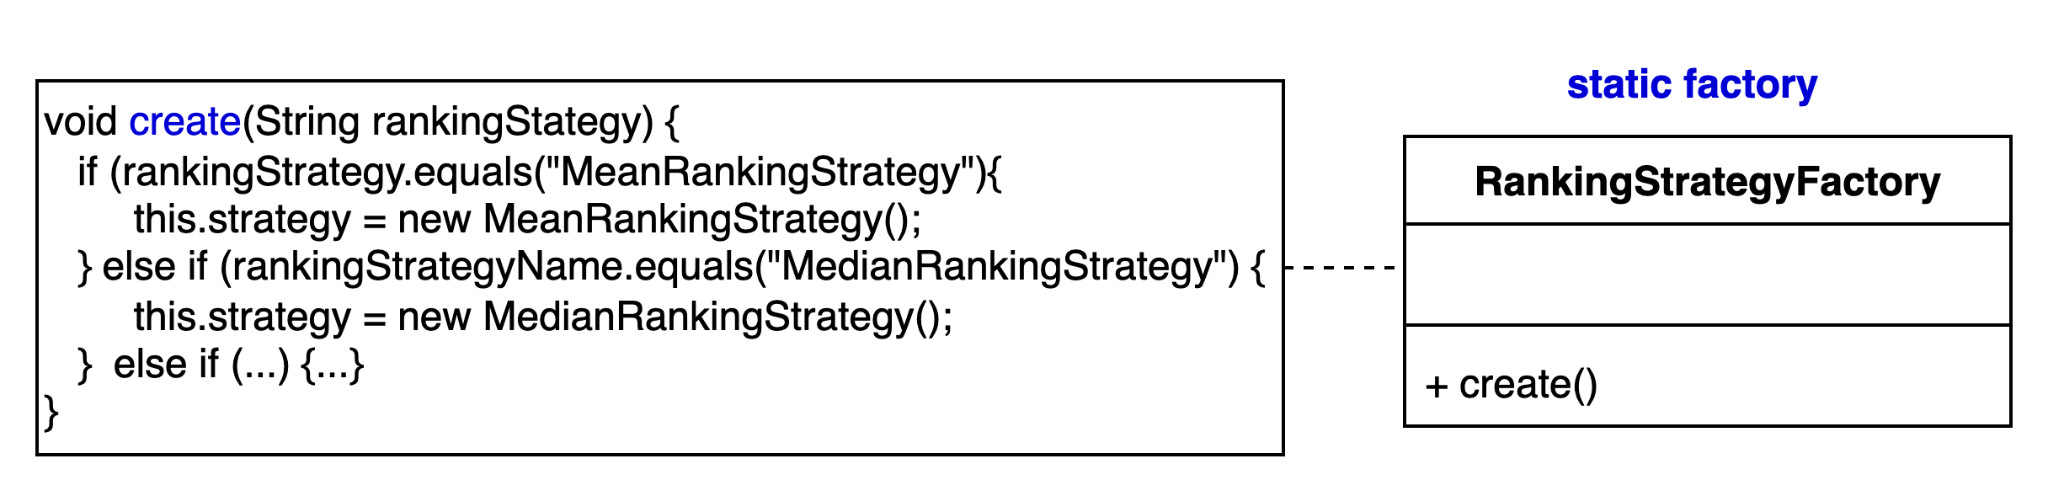 void create(String rankingStategy) {
if (rankingStrategy.equals("MeanRankingStrategy"){
this.strategy = new MeanRankingStrategy();
} else if (rankingStrategyName.equals("MedianRankingStrategy") {
this.strategy = new MedianRankingStrategy();
} else if (...) {...}
}
static factory
RankingStrategyFactory
+ create()